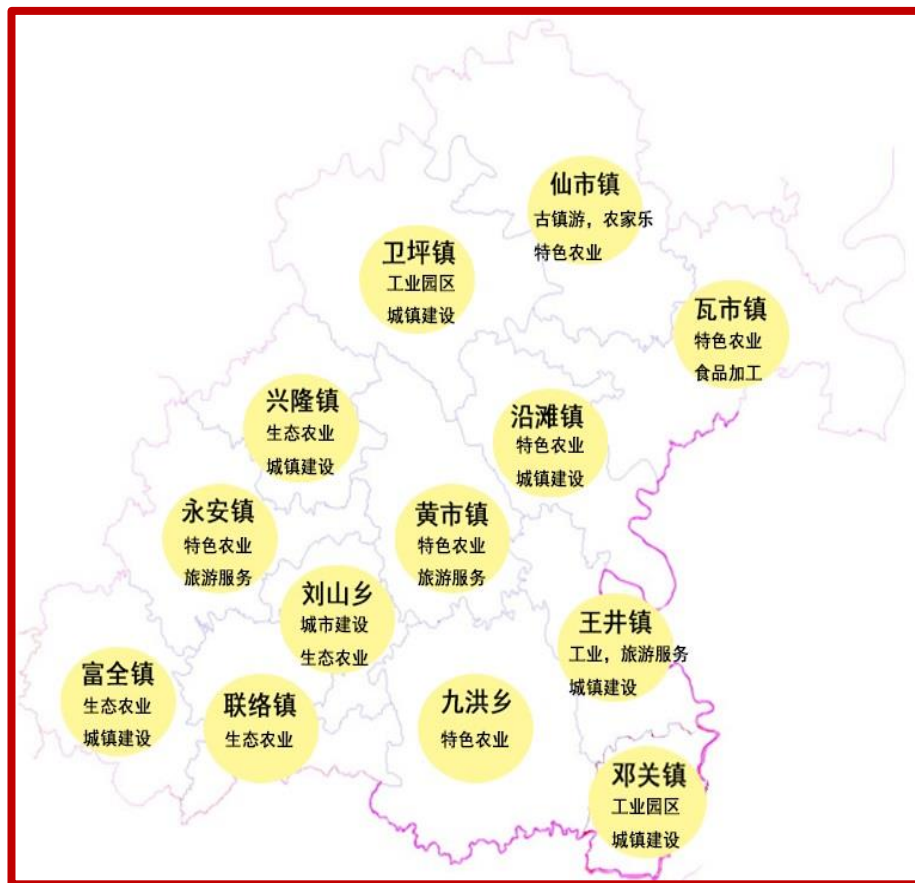 仙市镇
古镇游，农家乐
特色农业
卫坪镇
工业园区
城镇建设
瓦市镇
特色农业
食品加工
兴隆镇
生态农业
城镇建设
沿滩镇
特色农业
城镇建设
永安镇
特色农业
旅游服务
黄市镇
特色农业
旅游服务
刘山乡
城市建设
生态农业
王井镇
工业，旅游服务
城镇建设
富全镇
生态农业
城镇建设
联络镇
生态农业
九洪乡
特色农业
邓关镇
工业园区
城镇建设